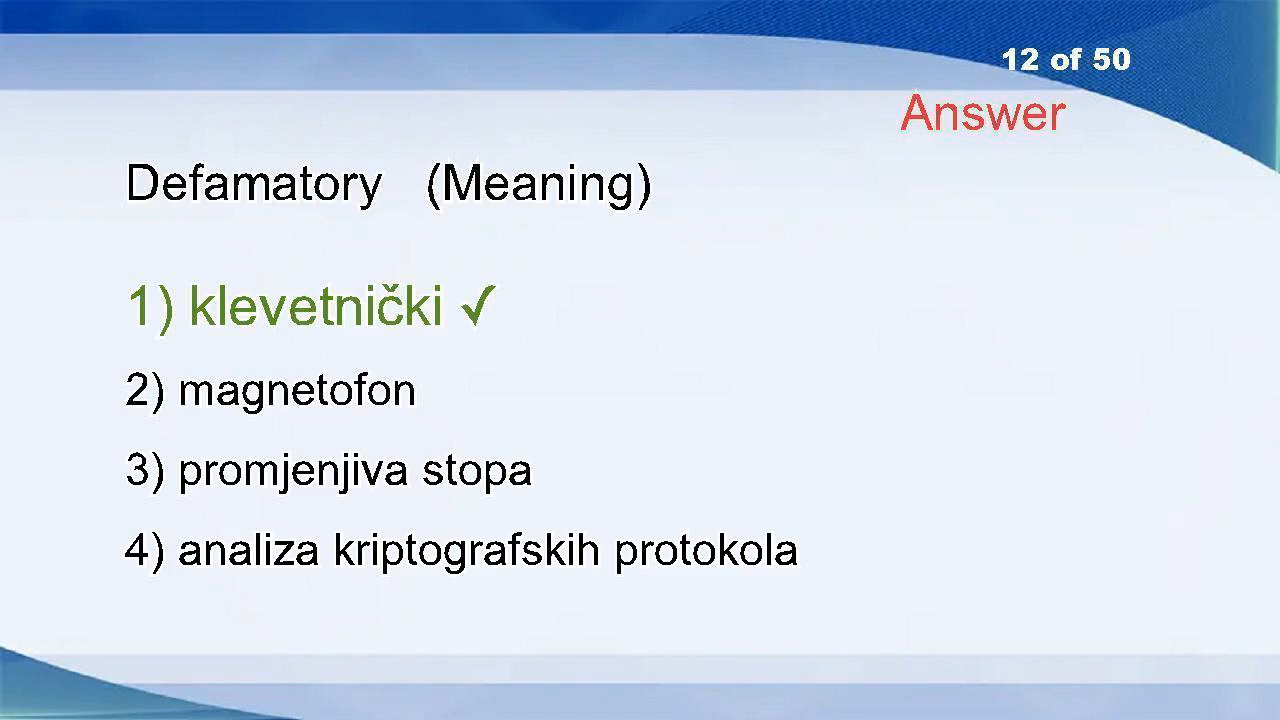 12 of 50
Answer
Defamatory (Meaning)
1) klevetnički ✓
2) magnetofon
3) promjenjiva stopa
4) analiza kriptografskih protokola